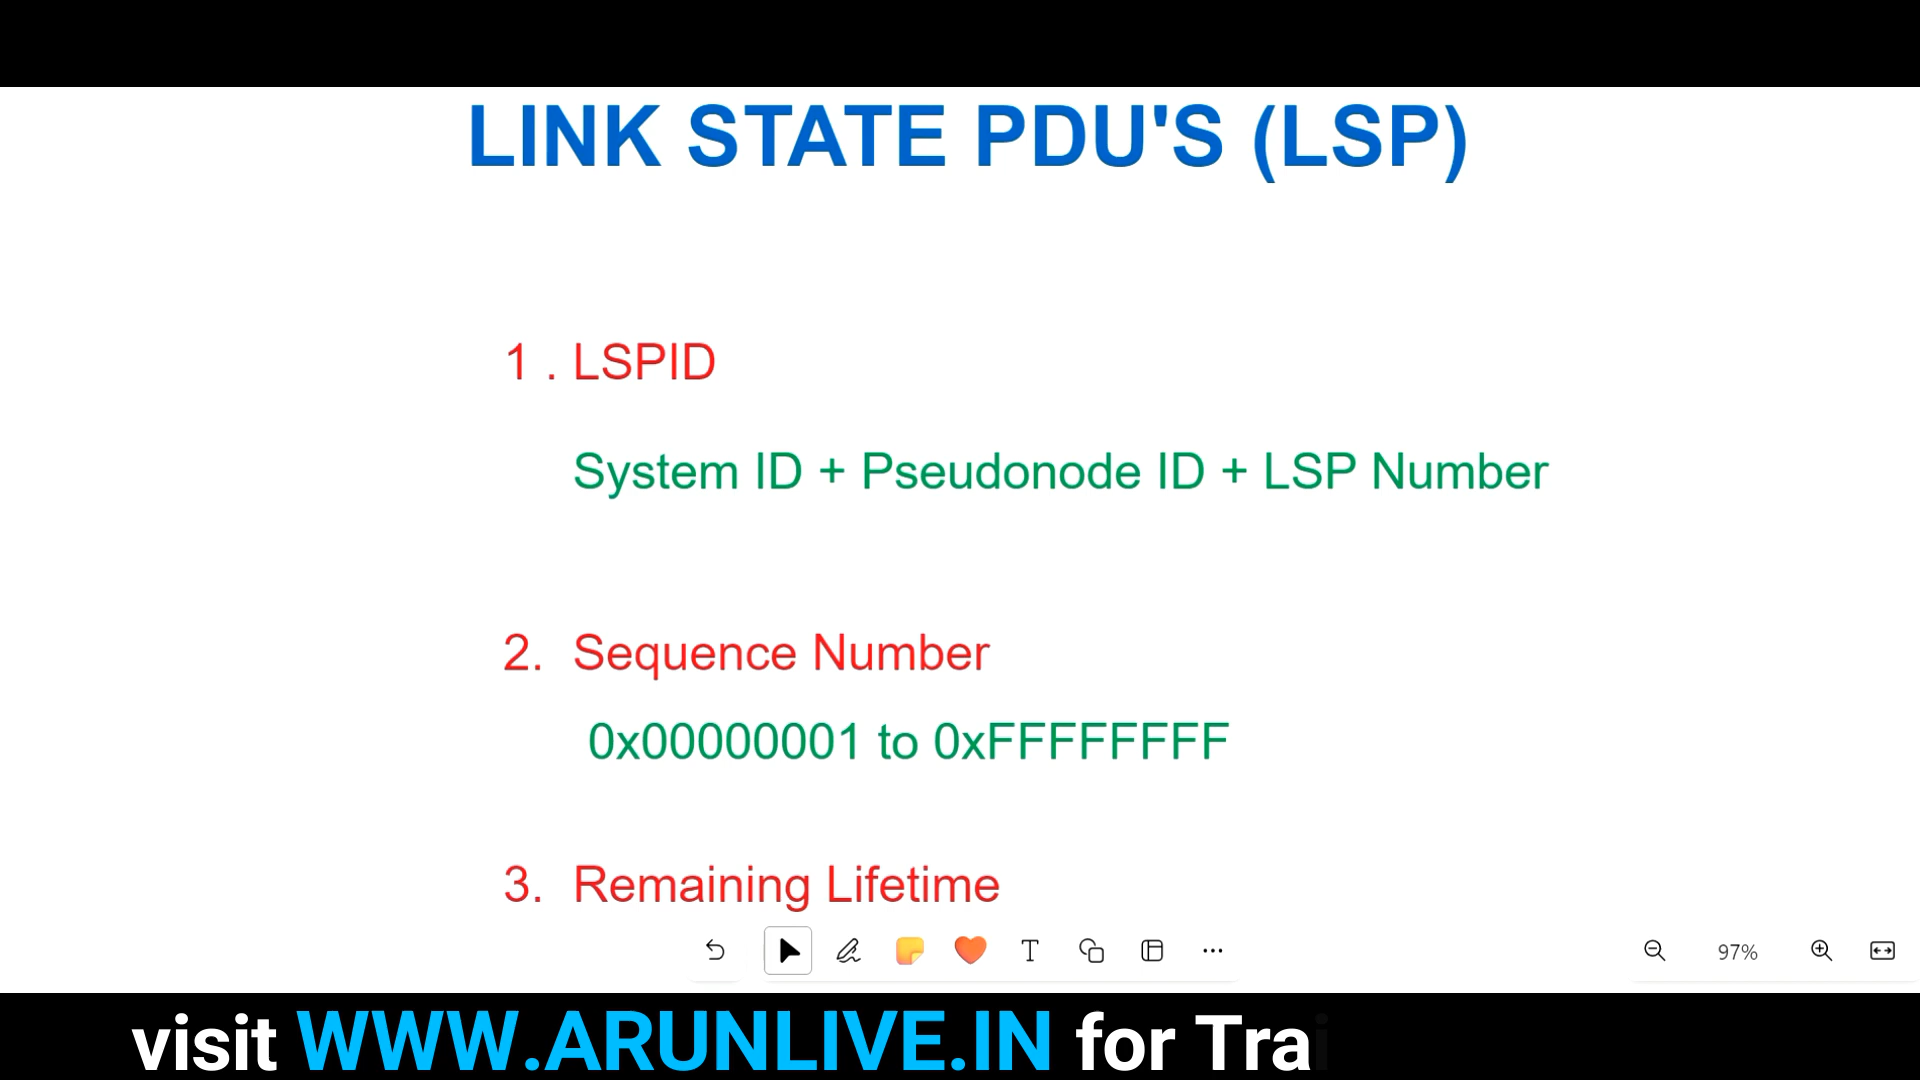 LINK STATE PDU'S (LSP)
1 . LSPID
System ID + Pseudonode ID + LSP Number
2. Sequence Number
0x00000001 to 0xFFFFFFFF
3. Remaining Lifetime
T
97%
visit WWW.ARUNLIVE.IN for Trai